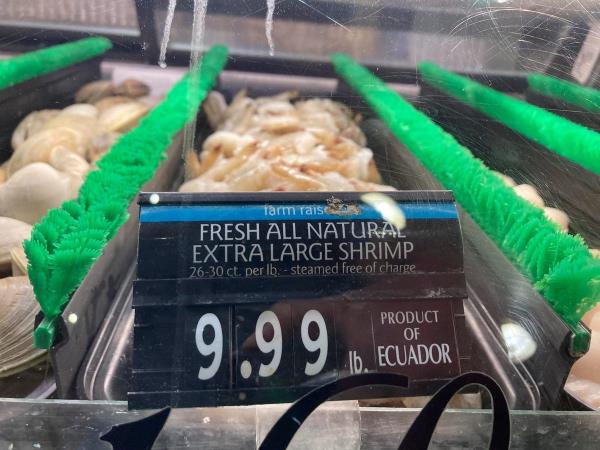 farm raised
FRESH ALL NATURAL
EXTRA LARGE SHRIMP
26-30 ct. per lb. - steamed free of charge
9.99 lb.
PRODUCT
OF
ECUADOR